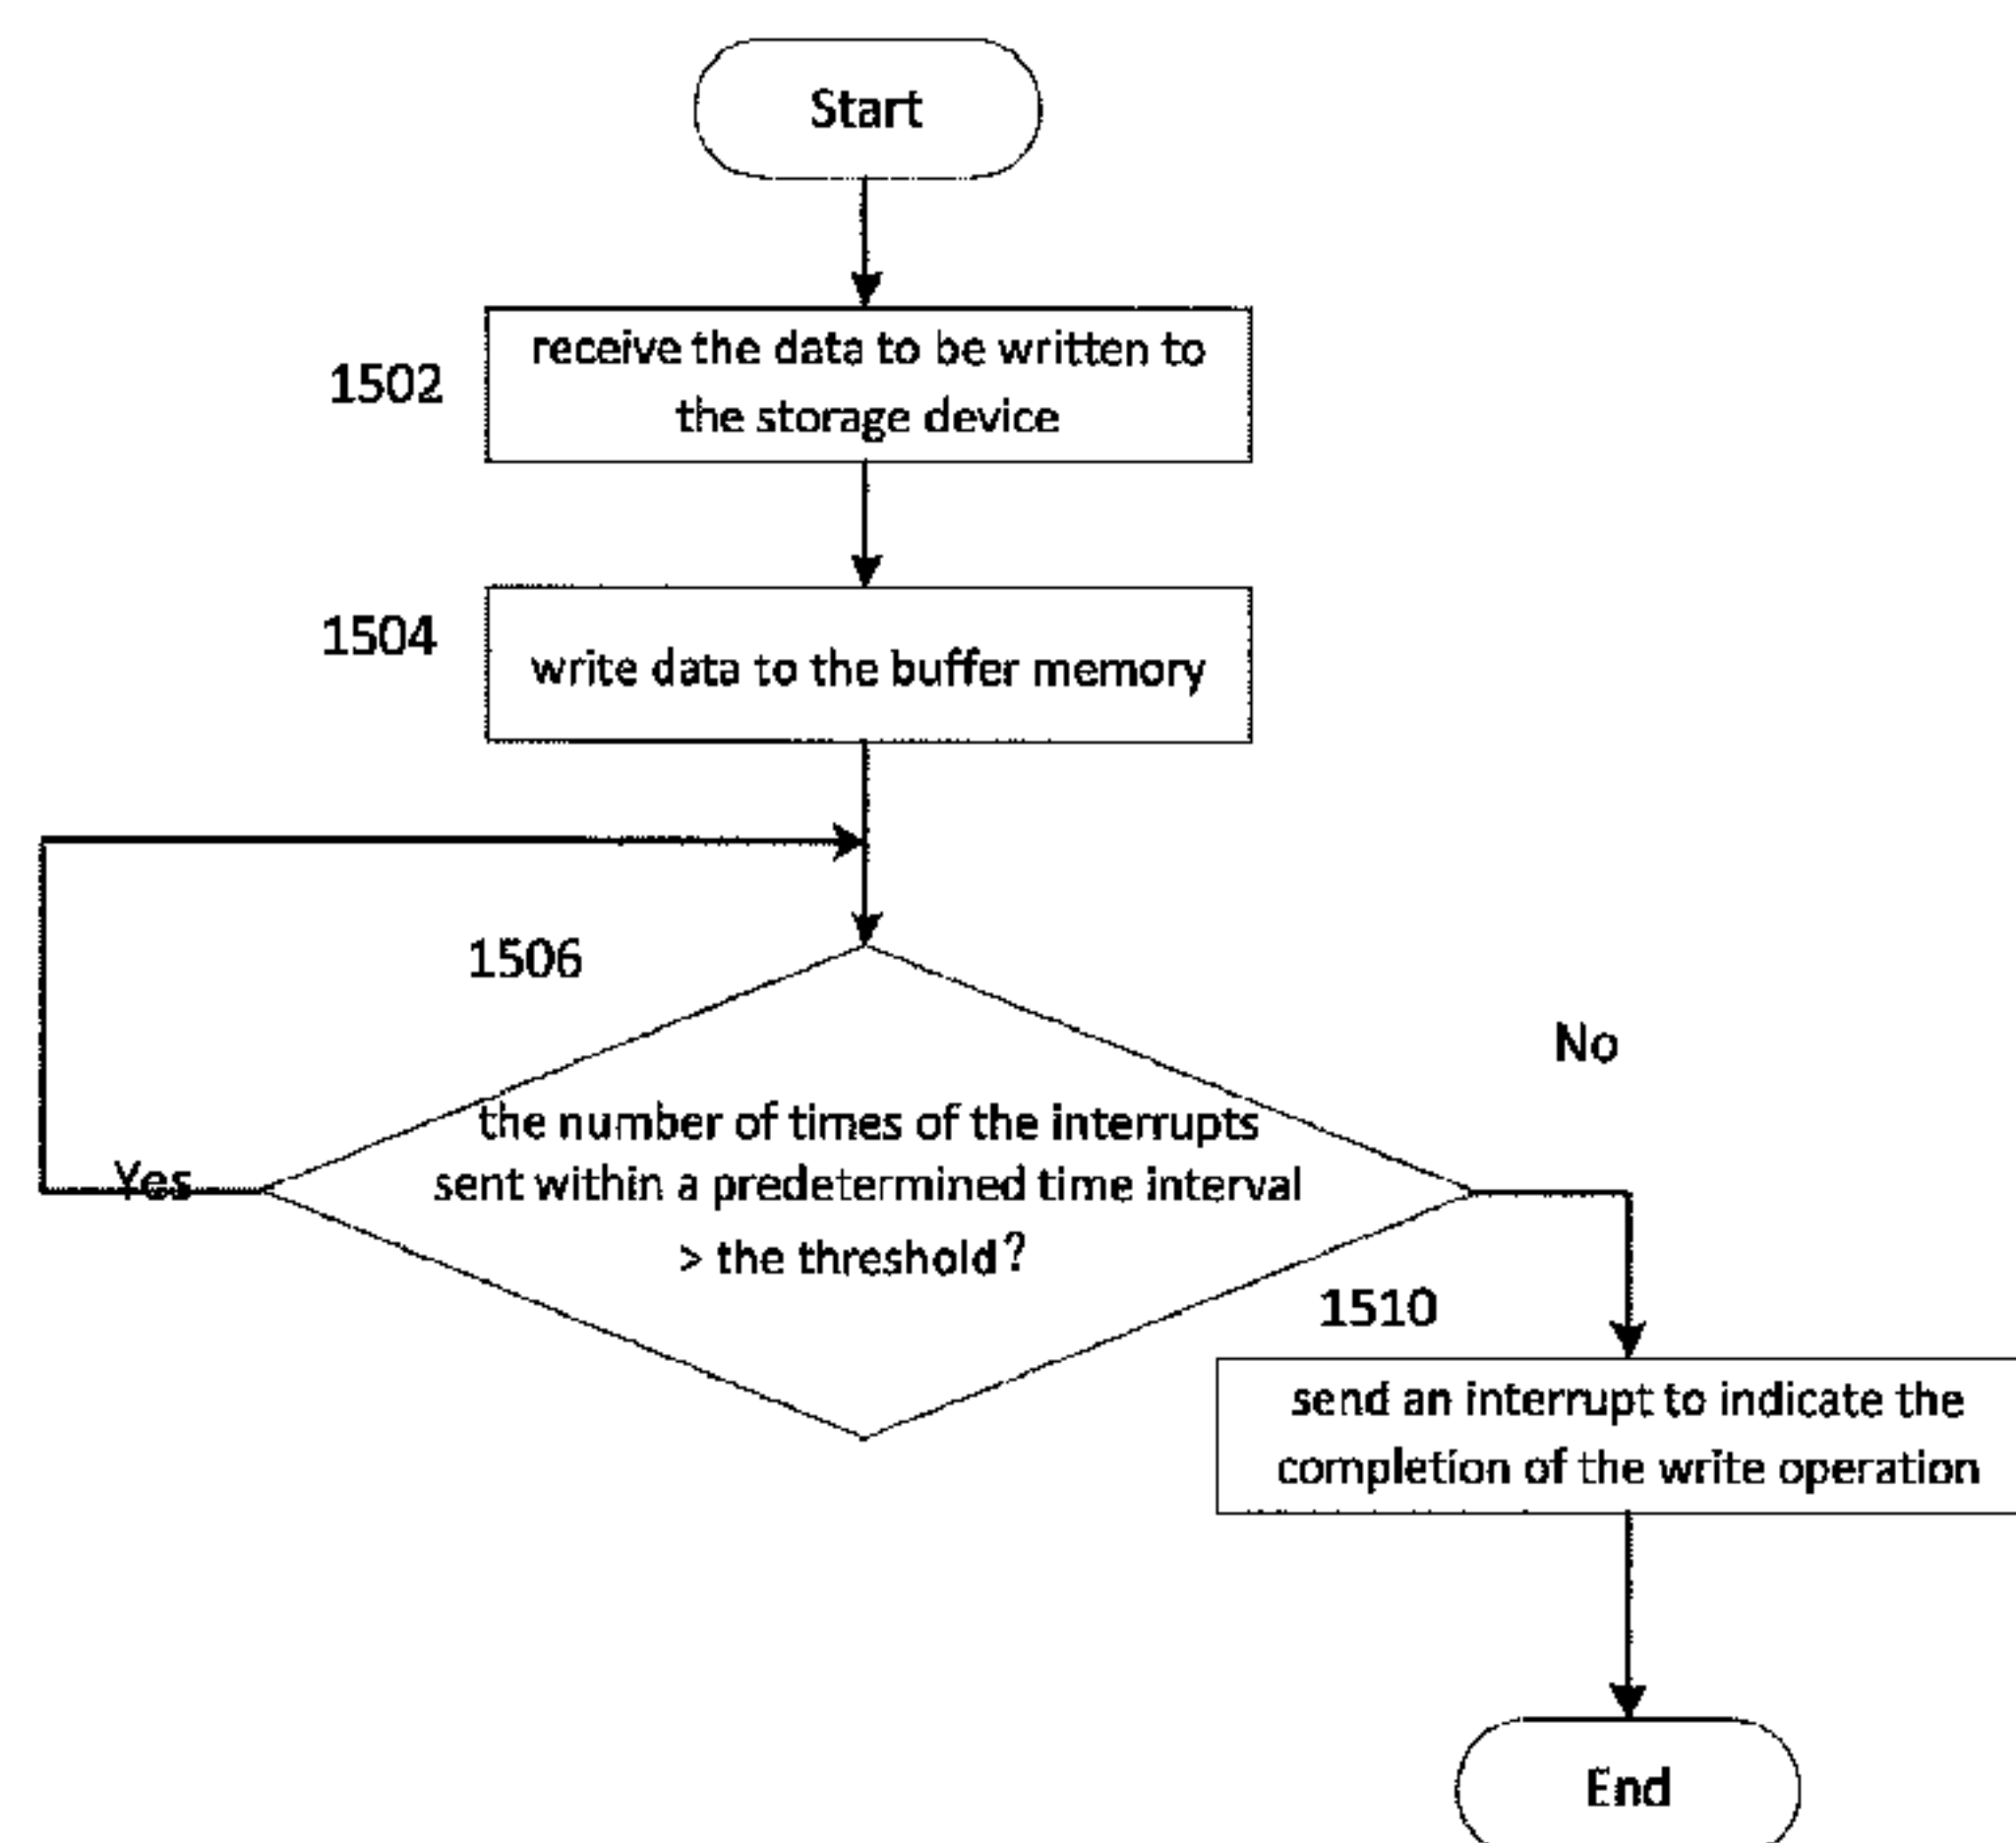 Start
1502
receive the data to be written to
the storage device
1504
write data to the buffer memory
1506
No
the number of times of the interrupts
Yes
sent within a predetermined time interval
> the threshold?
1510
send an interrupt to indicate the
completion of the write operation
End